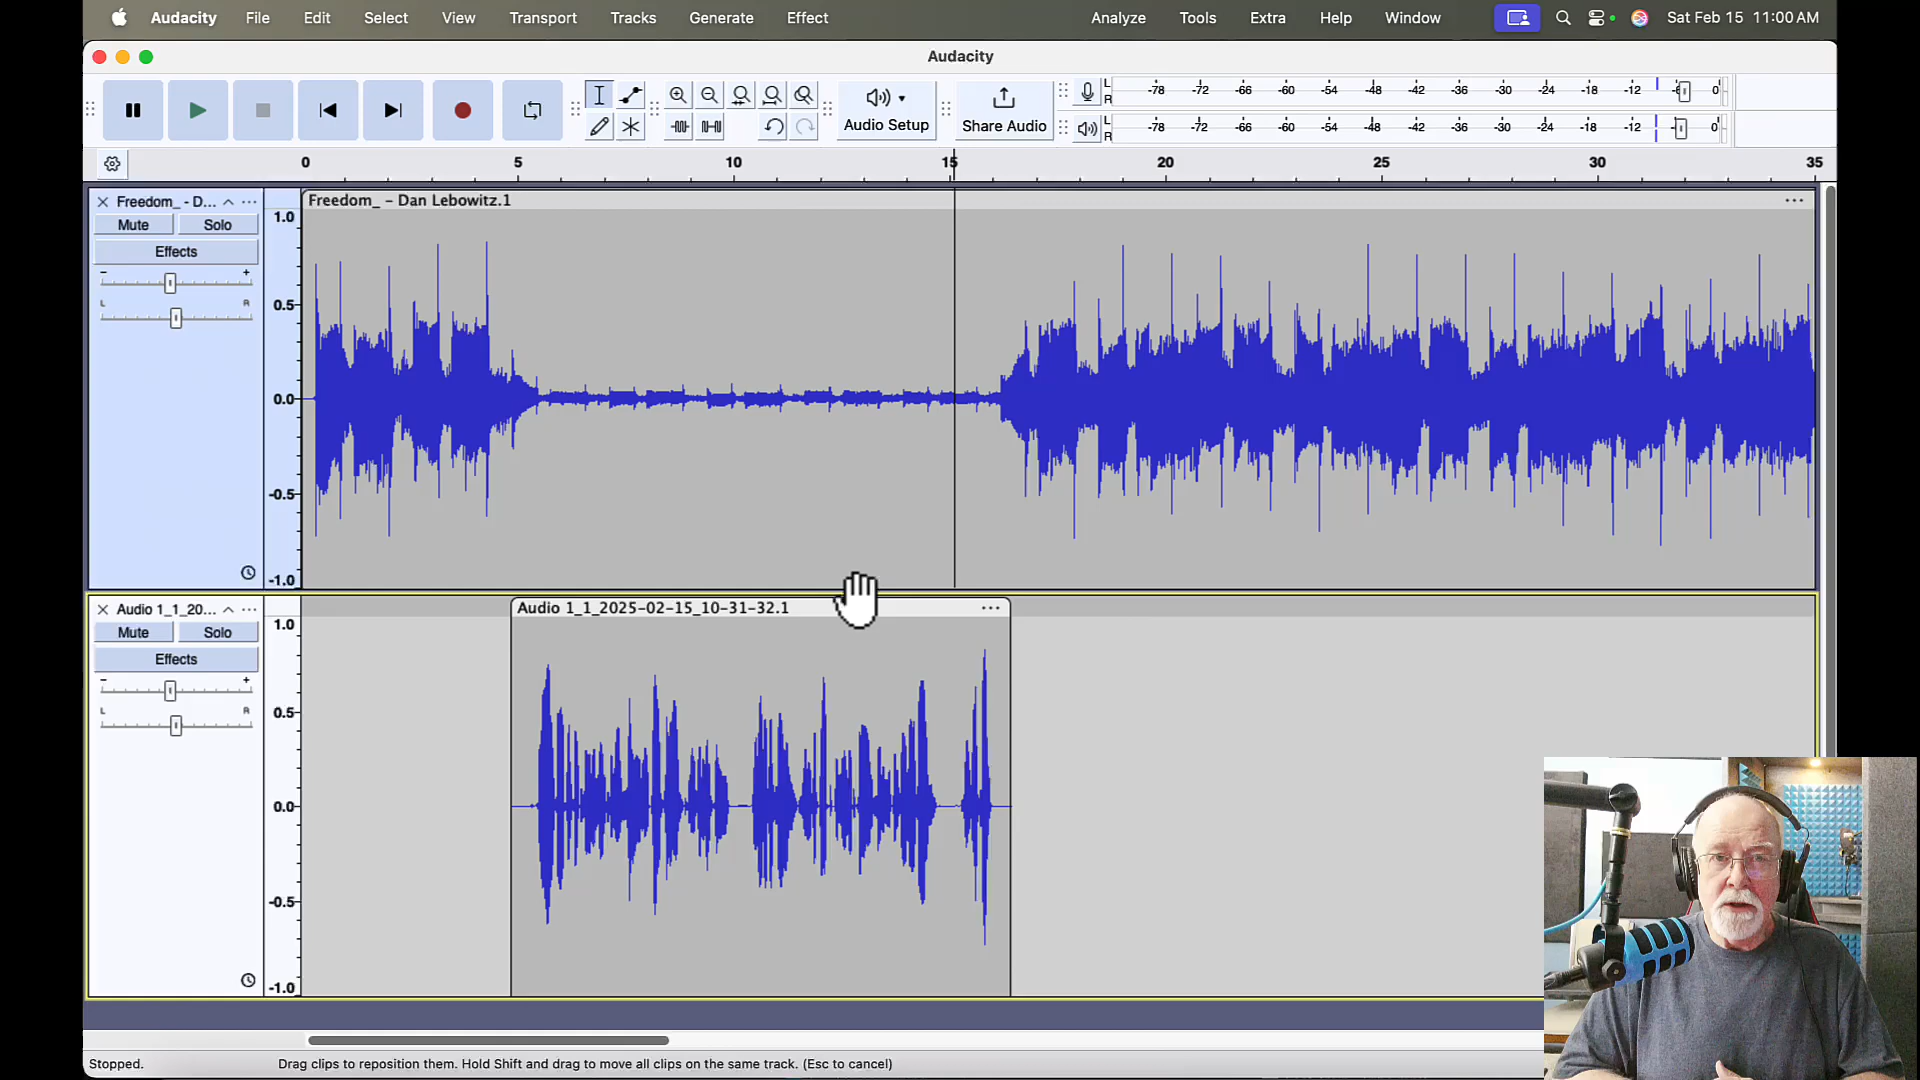 Audacity File Edit Select View Transport Tracks Generate Effect Analyze Tools Extra Help Window Sat Feb 15 11:00 AM
Audacity
Audio Setup
Share Audio
L
R
-78 -72 -66 -60 -54 -48 -42 -36 -30 -24 -18 -12 -6 0
L
R
-78 -72 -66 -60 -54 -48 -42 -36 -30 -24 -18 -12 0
0 5 10 15 20 25 30 35
Freedom_ - D...
Mute Solo
Effects
- +
L R
1.0
0.5
0.0
-0.5
-1.0
Freedom_ - Dan Lebowitz.1
Audio 1_1_20...
Mute Solo
Effects
- +
L R
1.0
0.5
0.0
-0.5
-1.0
Audio 1_1_2025-02-15_10-31-32.1
Stopped. Drag clips to reposition them. Hold Shift and drag to move all clips on the same track. (Esc to cancel)